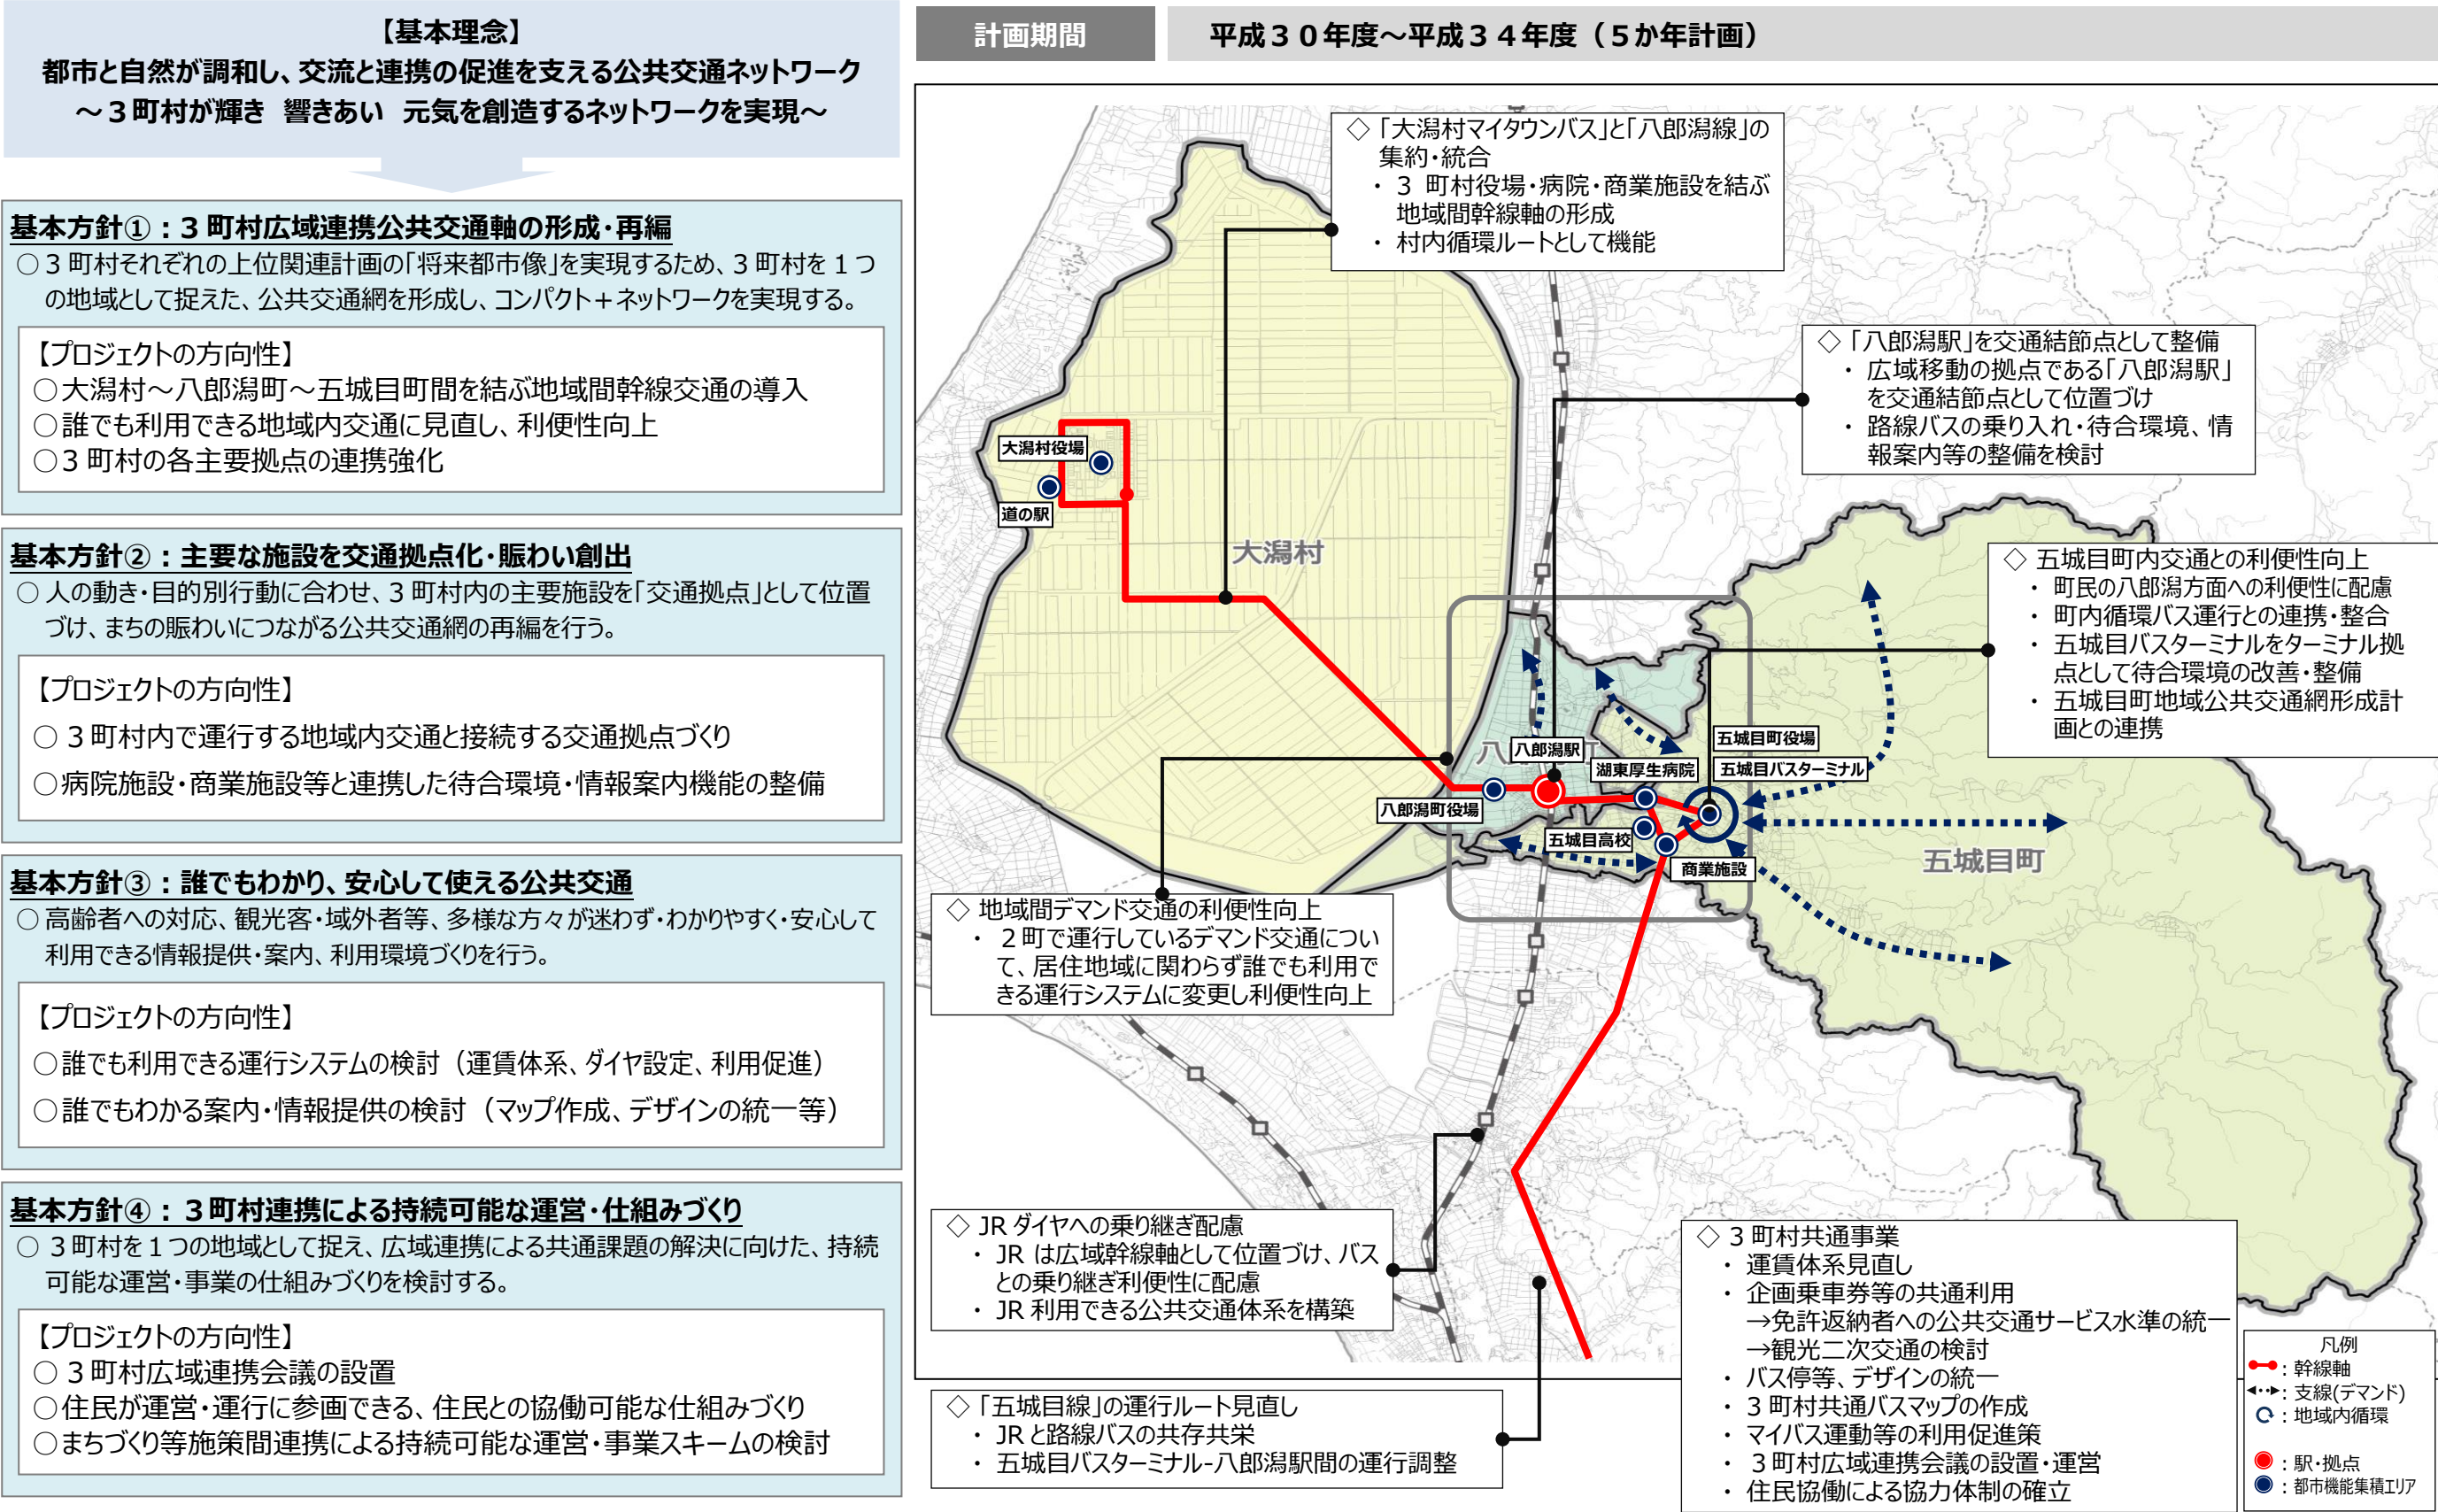 【基本理念】
都市と自然が調和し、交流と連携の促進を支える公共交通ネットワーク
～3町村が輝き 響きあい 元気を創造するネットワークを実現～
基本方針①：3町村広域連携公共交通軸の形成・再編
○3町村それぞれの上位関連計画の「将来都市像」を実現するため、3町村を1つ
の地域として捉えた、公共交通網を形成し、コンパクト＋ネットワークを実現する。
【プロジェクトの方向性】
○大潟村～八郎潟町～五城目町間を結ぶ地域間幹線交通の導入
○誰でも利用できる地域内交通に見直し、利便性向上
○3町村の各主要拠点の連携強化
基本方針②：主要な施設を交通拠点化・賑わい創出
○ 人の動き・目的別行動に合わせ、3町村内の主要施設を「交通拠点」として位置
づけ、まちの賑わいにつながる公共交通網の再編を行う。
【プロジェクトの方向性】
○ 3町村内で運行する地域内交通と接続する交通拠点づくり
○病院施設・商業施設等と連携した待合環境・情報案内機能の整備
基本方針③：誰でもわかり、安心して使える公共交通
○ 高齢者への対応、観光客・域外者等、多様な方々が迷わず・わかりやすく・安心して
利用できる情報提供・案内、利用環境づくりを行う。
【プロジェクトの方向性】
○誰でも利用できる運行システムの検討（運賃体系、ダイヤ設定、利用促進）
○誰でもわかる案内・情報提供の検討（マップ作成、デザインの統一等）
基本方針④：3町村連携による持続可能な運営・仕組みづくり
○ 3町村を1つの地域として捉え、広域連携による共通課題の解決に向けた、持続
可能な運営・事業の仕組みづくりを検討する。
【プロジェクトの方向性】
○ 3町村広域連携会議の設置
○住民が運営・運行に参画できる、住民との協働可能な仕組みづくり
○まちづくり等施策間連携による持続可能な運営・事業スキームの検討
計画期間
平成30年度～平成34年度（5か年計画）
◇「大潟村マイタウンバス」と「八郎潟線」の
集約・統合
・ 3 町村役場・病院・商業施設を結ぶ
地域間幹線軸の形成
・ 村内循環ルートとして機能
◇「八郎潟駅」を交通結節点として整備
・ 広域移動の拠点である「八郎潟駅」
を交通結節点として位置づけ
・ 路線バスの乗り入れ・待合環境、情
報案内等の整備を検討
◇ 五城目町内交通との利便性向上
・ 町民の八郎潟方面への利便性に配慮
・ 町内循環バス運行との連携・整合
・ 五城目バスターミナルをターミナル拠
点として待合環境の改善・整備
・ 五城目町地域公共交通網形成計
画との連携
大潟村役場
道の駅
大潟村
八
町
八郎潟駅
湖東厚生病院
五城目町役場
五城目バスターミナル
八郎潟町役場
五城目高校
商業施設
五城目町
◇ 地域間デマンド交通の利便性向上
・ 2町で運行しているデマンド交通につい
て、居住地域に関わらず誰でも利用で
きる運行システムに変更し利便性向上
◇ JRダイヤへの乗り継ぎ配慮
・ JRは広域幹線軸として位置づけ、バス
との乗り継ぎ利便性に配慮
・ JR利用できる公共交通体系を構築
◇「五城目線」の運行ルート見直し
・ JRと路線バスの共存共栄
・ 五城目バスターミナル-八郎潟駅間の運行調整
◇ 3町村共通事業
・ 運賃体系見直し
・ 企画乗車券等の共通利用
→免許返納者への公共交通サービス水準の統一
→観光二次交通の検討
・ バス停等、デザインの統一
・ 3町村共通バスマップの作成
・ マイバス運動等の利用促進策
・ 3町村広域連携会議の設置・運営
・ 住民協働による協力体制の確立
凡例
：幹線軸
：支線(デマンド)
：地域内循環
：駅・拠点
：都市機能集積エリア